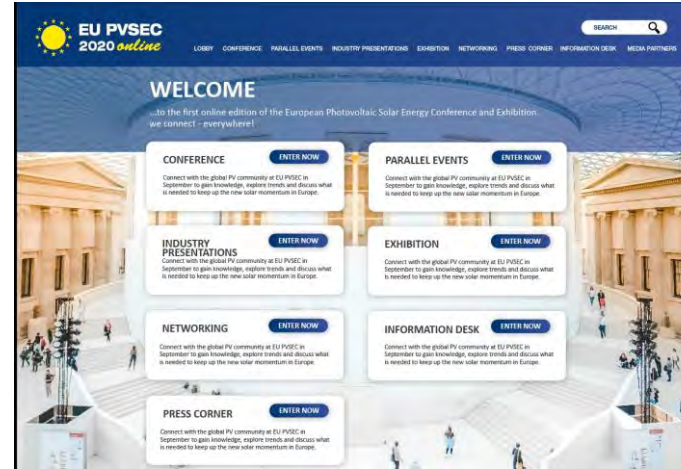 EU PVSEC
2020 online
SEARCH
LOBBY CONFERENCE PARALLEL EVENTS INDUSTRY PRESENTATIONS EXHIBITION NETWORKING PRESS CORNER INFORMATION DESK MEDIA PARTNERS
WELCOME
...to the first online edition of the European Photovoltaic Solar Energy Conference and Exhibition.
we connect - everywhere!
CONFERENCE
ENTER NOW
Connect with the global PV community at EU PVSEC in
September to gain knowledge, explore trends and discuss what
is needed to keep up the new solar momentum in Europe.
PARALLEL EVENTS
ENTER NOW
Connect with the global PV community at EU PVSEC in
September to gain knowledge, explore trends and discuss what
is needed to keep up the new solar momentum in Europe.
INDUSTRY
PRESENTATIONS
ENTER NOW
Connect with the global PV community at EU PVSEC in
September to gain knowledge, explore trends and discuss what
is needed to keep up the new solar momentum in Europe.
EXHIBITION
ENTER NOW
Connect with the global PV community at EU PVSEC in
September to gain knowledge, explore trends and discuss what
is needed to keep up the new solar momentum in Europe.
NETWORKING
ENTER NOW
Connect with the global PV community at EU PVSEC in
September to gain knowledge, explore trends and discuss what
is needed to keep up the new solar momentum in Europe.
INFORMATION DESK
ENTER NOW
Connect with the global PV community at EU PVSEC in
September to gain knowledge, explore trends and discuss what
is needed to keep up the new solar momentum in Europe.
PRESS CORNER
ENTER NOW
Connect with the global PV community at EU PVSEC in
September to gain knowledge, explore trends and discuss what
is needed to keep up the new solar momentum in Europe.